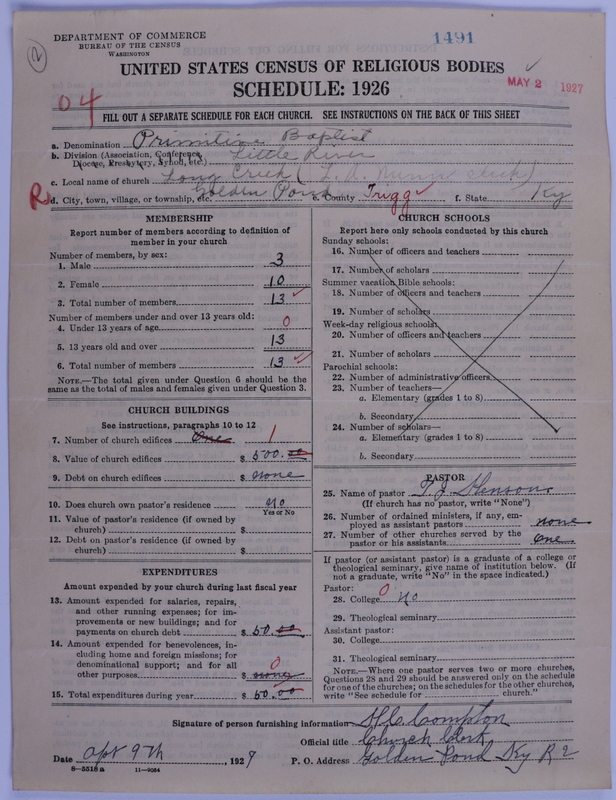 DEPARTMENT OF COMMERCE
BUREAU OF THE CENSUS
WASHINGTON
2
1491
UNITED STATES CENSUS OF RELIGIOUS BODIES
SCHEDULE: 1926
MAY 2 1927
04
FILL OUT A SEPARATE SCHEDULE FOR EACH CHURCH. SEE INSTRUCTIONS ON THE BACK OF THIS SHEET
a. Denomination Primitive Baptist
b. Division (Association, Conference, Diocese, Presbytery, Synod, etc.) Little River
c. Local name of church Long Creek (L. A. clerk)
R d. City, town, village, or township, etc. Golden Pond e. County Trigg f. State Ky
MEMBERSHIP
Report number of members according to definition of
member in your church
Number of members, by sex:
1. Male 3
2. Female 10
3. Total number of members 13
Number of members under and over 13 years old:
4. Under 13 years of age 0
5. 13 years old and over 13
6. Total number of members 13
NOTE.—The total given under Question 6 should be the
same as the total of males and females given under Question 3.
CHURCH BUILDINGS
See instructions, paragraphs 10 to 12
7. Number of church edifices one 1
8. Value of church edifices $ 500.00
9. Debt on church edifices $ none
10. Does church own pastor's residence no
Yes or No
11. Value of pastor's residence (if owned by
church) $
12. Debt on pastor's residence (if owned by
church) $
EXPENDITURES
Amount expended by your church during last fiscal year
13. Amount expended for salaries, repairs,
and other running expenses; for im-
provements or new buildings; and for
payments on church debt $ 50.00
14. Amount expended for benevolences, in-
cluding home and foreign missions; for
denominational support; and for all
other purposes $ none 0
15. Total expenditures during year $ 50.00
CHURCH SCHOOLS
Report here only schools conducted by this church
Sunday schools:
16. Number of officers and teachers
17. Number of scholars
Summer vacation Bible schools:
18. Number of officers and teachers
19. Number of scholars
Week-day religious schools:
20. Number of officers and teachers
21. Number of scholars
Parochial schools:
22. Number of administrative officers
23. Number of teachers—
a. Elementary (grades 1 to 8)
b. Secondary
24. Number of scholars—
a. Elementary (grades 1 to 8)
b. Secondary
PASTOR
25. Name of pastor T. J. Henson
(If church has no pastor, write "None")
26. Number of ordained ministers, if any, em-
ployed as assistant pastors none
27. Number of other churches served by the
pastor or his assistants one
If pastor (or assistant pastor) is a graduate of a college or
theological seminary, give name of institution below. (If
not a graduate, write "No" in the space indicated.)
Pastor:
28. College 0 No
29. Theological seminary
Assistant pastor:
30. College
31. Theological seminary
NOTE.—Where one pastor serves two or more churches,
Questions 28 and 29 should be answered only on the schedule
for one of the churches; on the schedules for the other churches,
write "See schedule for church."
Signature of person furnishing information H C Compton
Official title Church Clerk
Date Apr 9th, 1927 P. O. Address Golden Pond Ky R 2
8—5518 a 11—9034